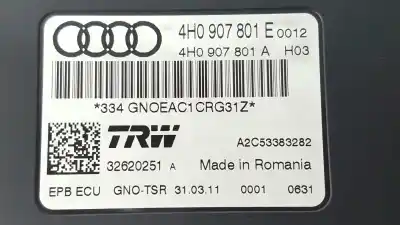 4H0 907 801 E 0012
4H0 907 801 A H03
*334 GNOEAC1CRG31Z*
TRW A2C53383282
32620251 A Made in Romania
EPB ECU GNO-TSR 31.03.11 0001 0631